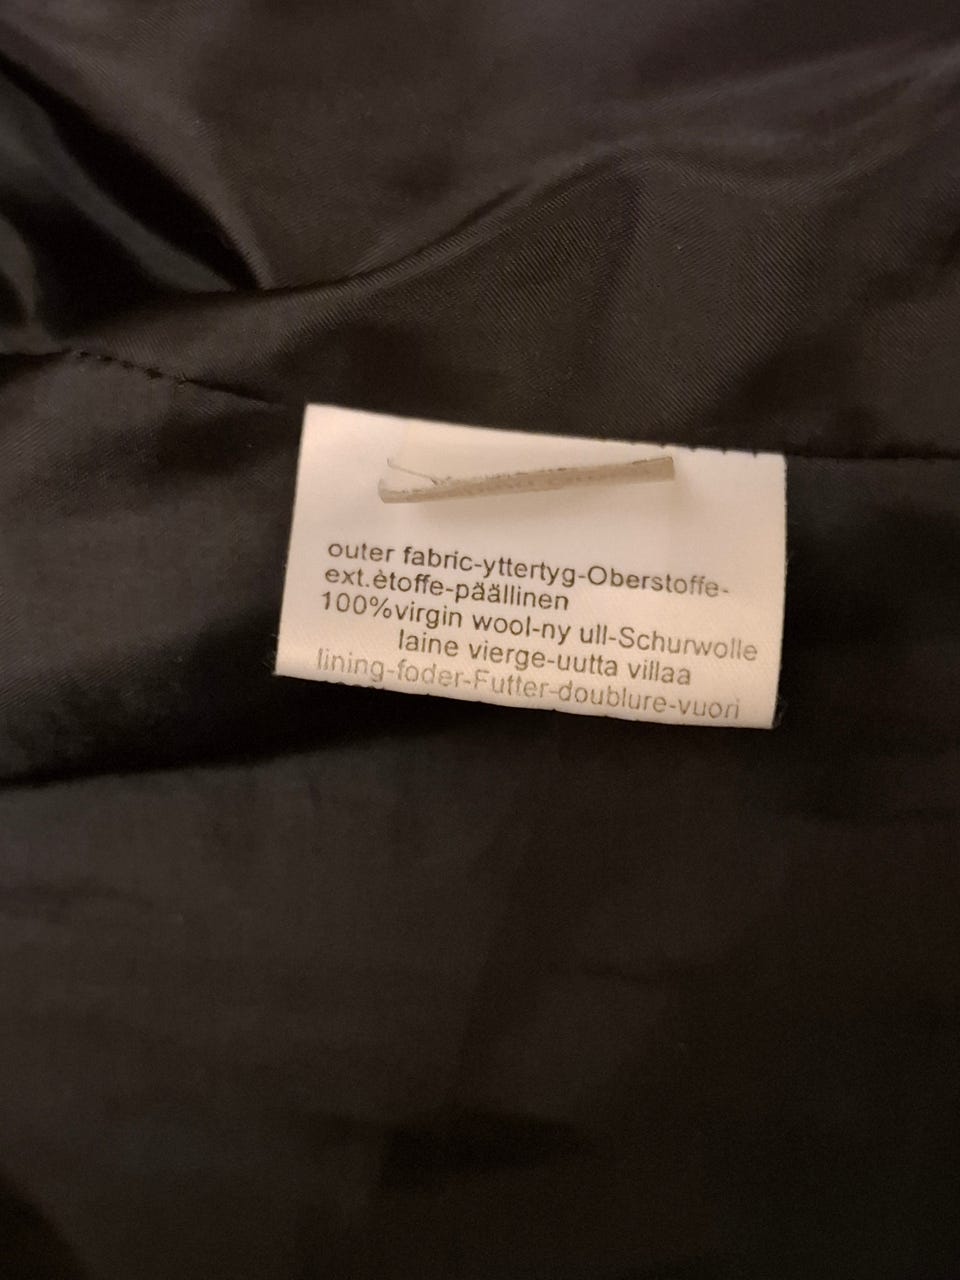 outer fabric-yttertyg-Oberstoffe-
ext.ètoffe-päällinen
100%virgin wool-ny ull-Schurwolle
laine vierge-uutta villaa
lining-foder-Futter-doublure-vuori